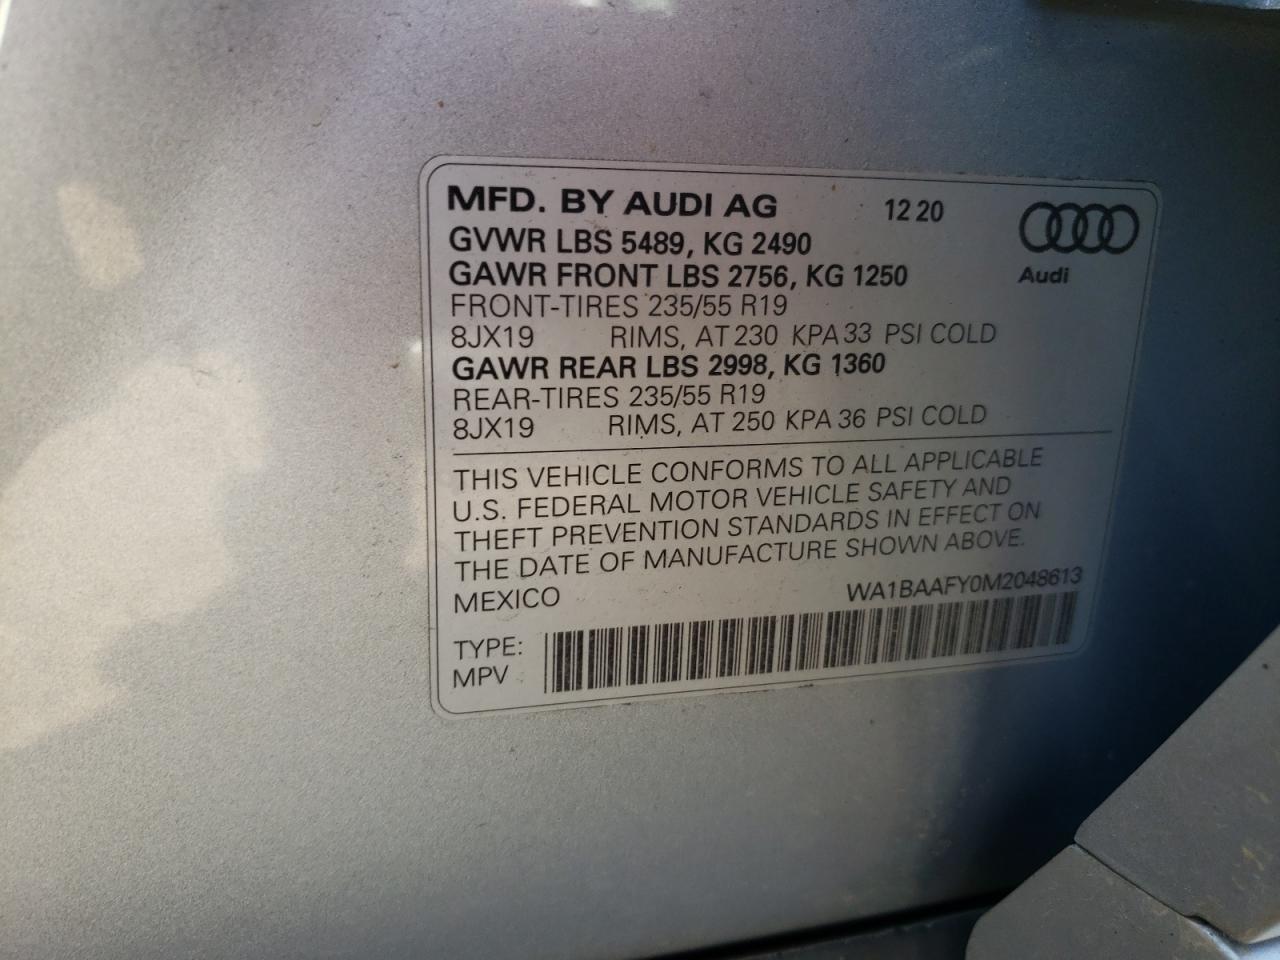 MFD. BY AUDI AG 12 20
GVWR LBS 5489, KG 2490
GAWR FRONT LBS 2756, KG 1250
Audi
FRONT-TIRES 235/55 R19
8JX19 RIMS, AT 230 KPA 33 PSI COLD
GAWR REAR LBS 2998, KG 1360
REAR-TIRES 235/55 R19
8JX19 RIMS, AT 250 KPA 36 PSI COLD
THIS VEHICLE CONFORMS TO ALL APPLICABLE
U.S. FEDERAL MOTOR VEHICLE SAFETY AND
THEFT PREVENTION STANDARDS IN EFFECT ON
THE DATE OF MANUFACTURE SHOWN ABOVE.
MEXICO WA1BAAFY0M2048613
TYPE:
MPV